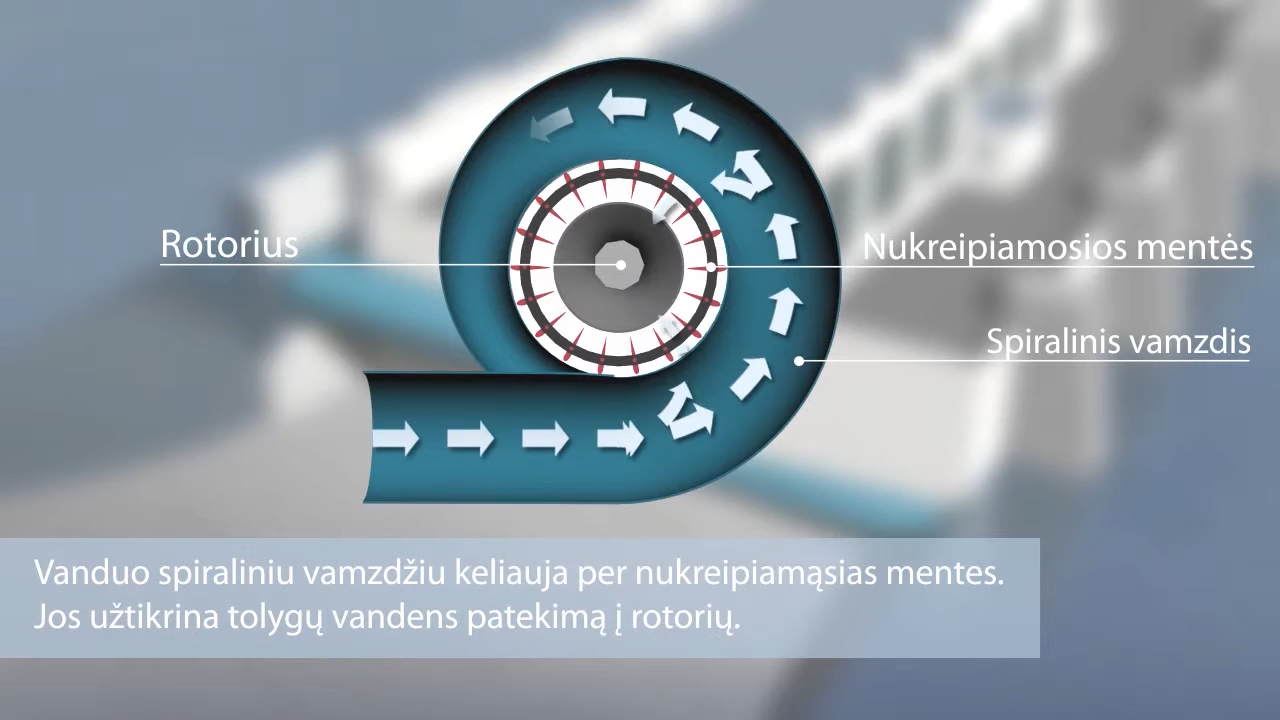 Rotorius
Nukreipiamosios mentės
Spiralinis vamzdis
Vanduo spiraliniu vamzdžiu keliauja per nukreipiamąsias mentes.
Jos užtikrina tolygų vandens patekimą į rotorių.